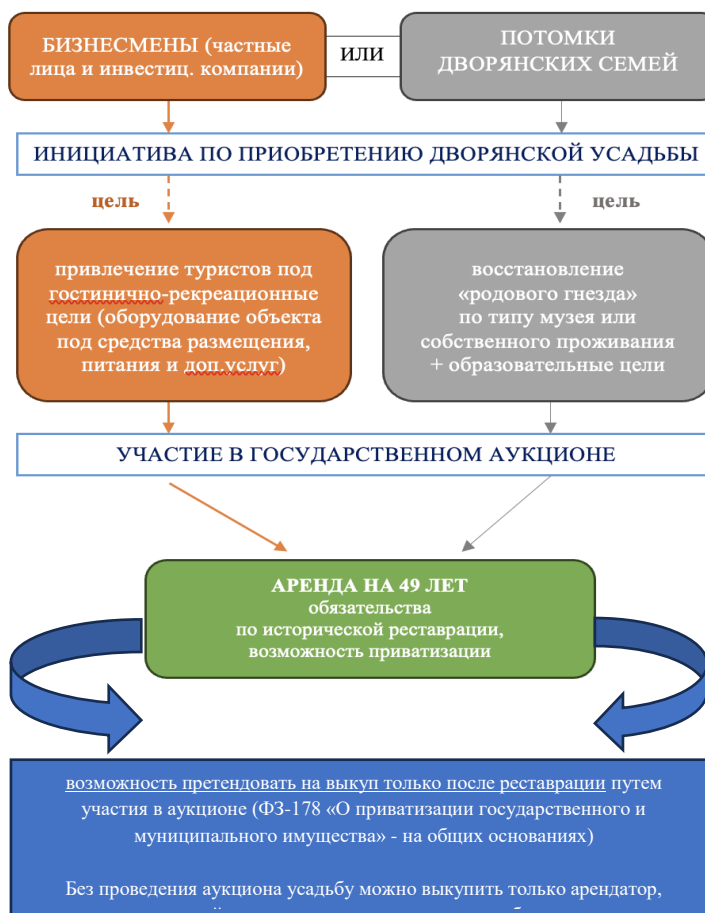 БИЗНЕСМЕНЫ (частные
лица и инвестиц. компании)
ИЛИ
ПОТОМКИ
ДВОРЯНСКИХ СЕМЕЙ
ИНИЦИАТИВА ПО ПРИОБРЕТЕНИЮ ДВОРЯНСКОЙ УСАДЬБЫ
цель
цель
привлечение туристов под
гостинично-рекреационные
цели (оборудование объекта
под средства размещения,
питания и доп.услуг)
восстановление
«родового гнезда»
по типу музея или
собственного проживания
+ образовательные цели
УЧАСТИЕ В ГОСУДАРСТВЕННОМ АУКЦИОНЕ
АРЕНДА НА 49 ЛЕТ
обязательства
по исторической реставрации,
возможность приватизации
возможность претендовать на выкуп только после реставрации путем
участия в аукционе (ФЗ-178 «О приватизации государственного и
муниципального имущества» - на общих основаниях)
Без проведения аукциона усадьбу можно выкупить только арендатор,